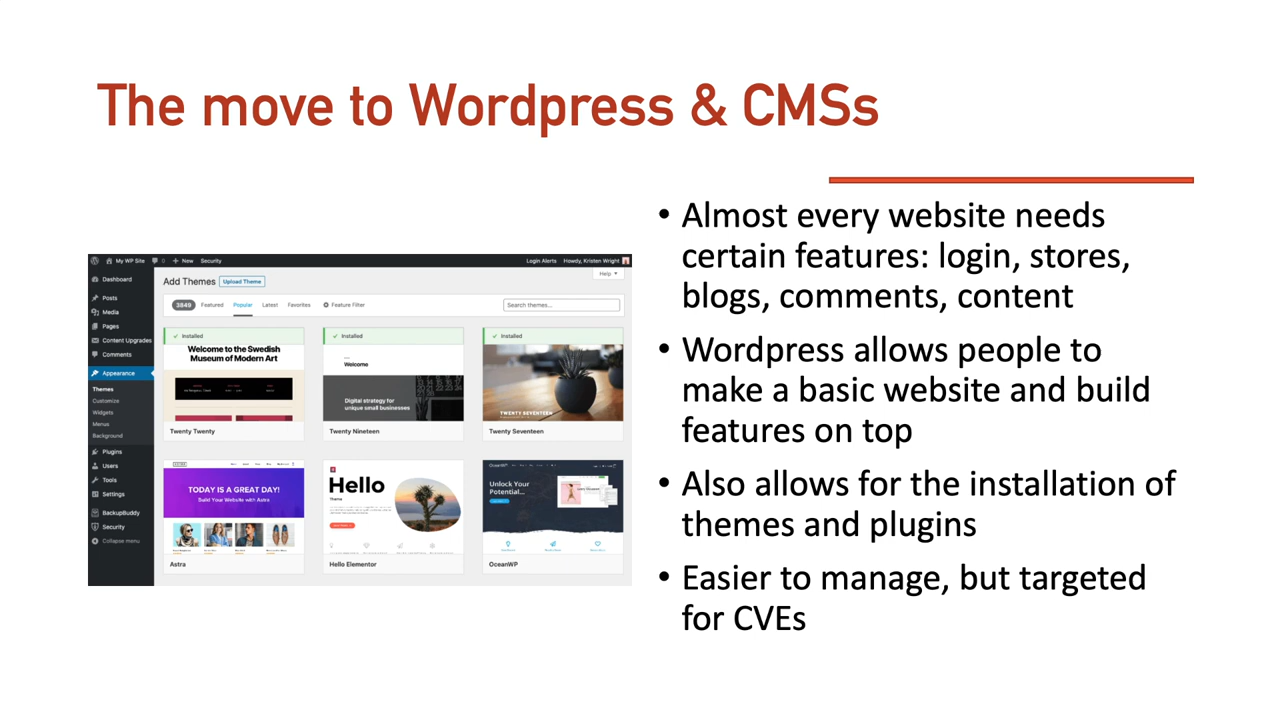 The move to Wordpress & CMSs
My WP Site
0
New
Security
Login Alerts
Howdy, Kristen Wright
Dashboard
Posts
Media
Pages
Content Upgrades
Comments
Appearance
Themes
Customize
Widgets
Menus
Background
Plugins
Users
Tools
Settings
BackupBuddy
Security
Collapse menu
Add Themes
Upload Theme
Help
3849
Featured
Popular
Latest
Favorites
Feature Filter
Search themes...
Installed
Welcome to the Swedish
Museum of Modern Art
Twenty Twenty
Installed
Welcome
Digital strategy for
unique small businesses
Twenty Nineteen
Installed
TWENTY SEVENTEEN
Twenty Seventeen
TODAY IS A GREAT DAY!
Build Your Website with Astra
Astra
Hello
Theme
Hello Elementor
OceanWP
Unlock Your
Potential...
OceanWP
• Almost every website needs
certain features: login, stores,
blogs, comments, content
• Wordpress allows people to
make a basic website and build
features on top
• Also allows for the installation of
themes and plugins
• Easier to manage, but targeted
for CVEs